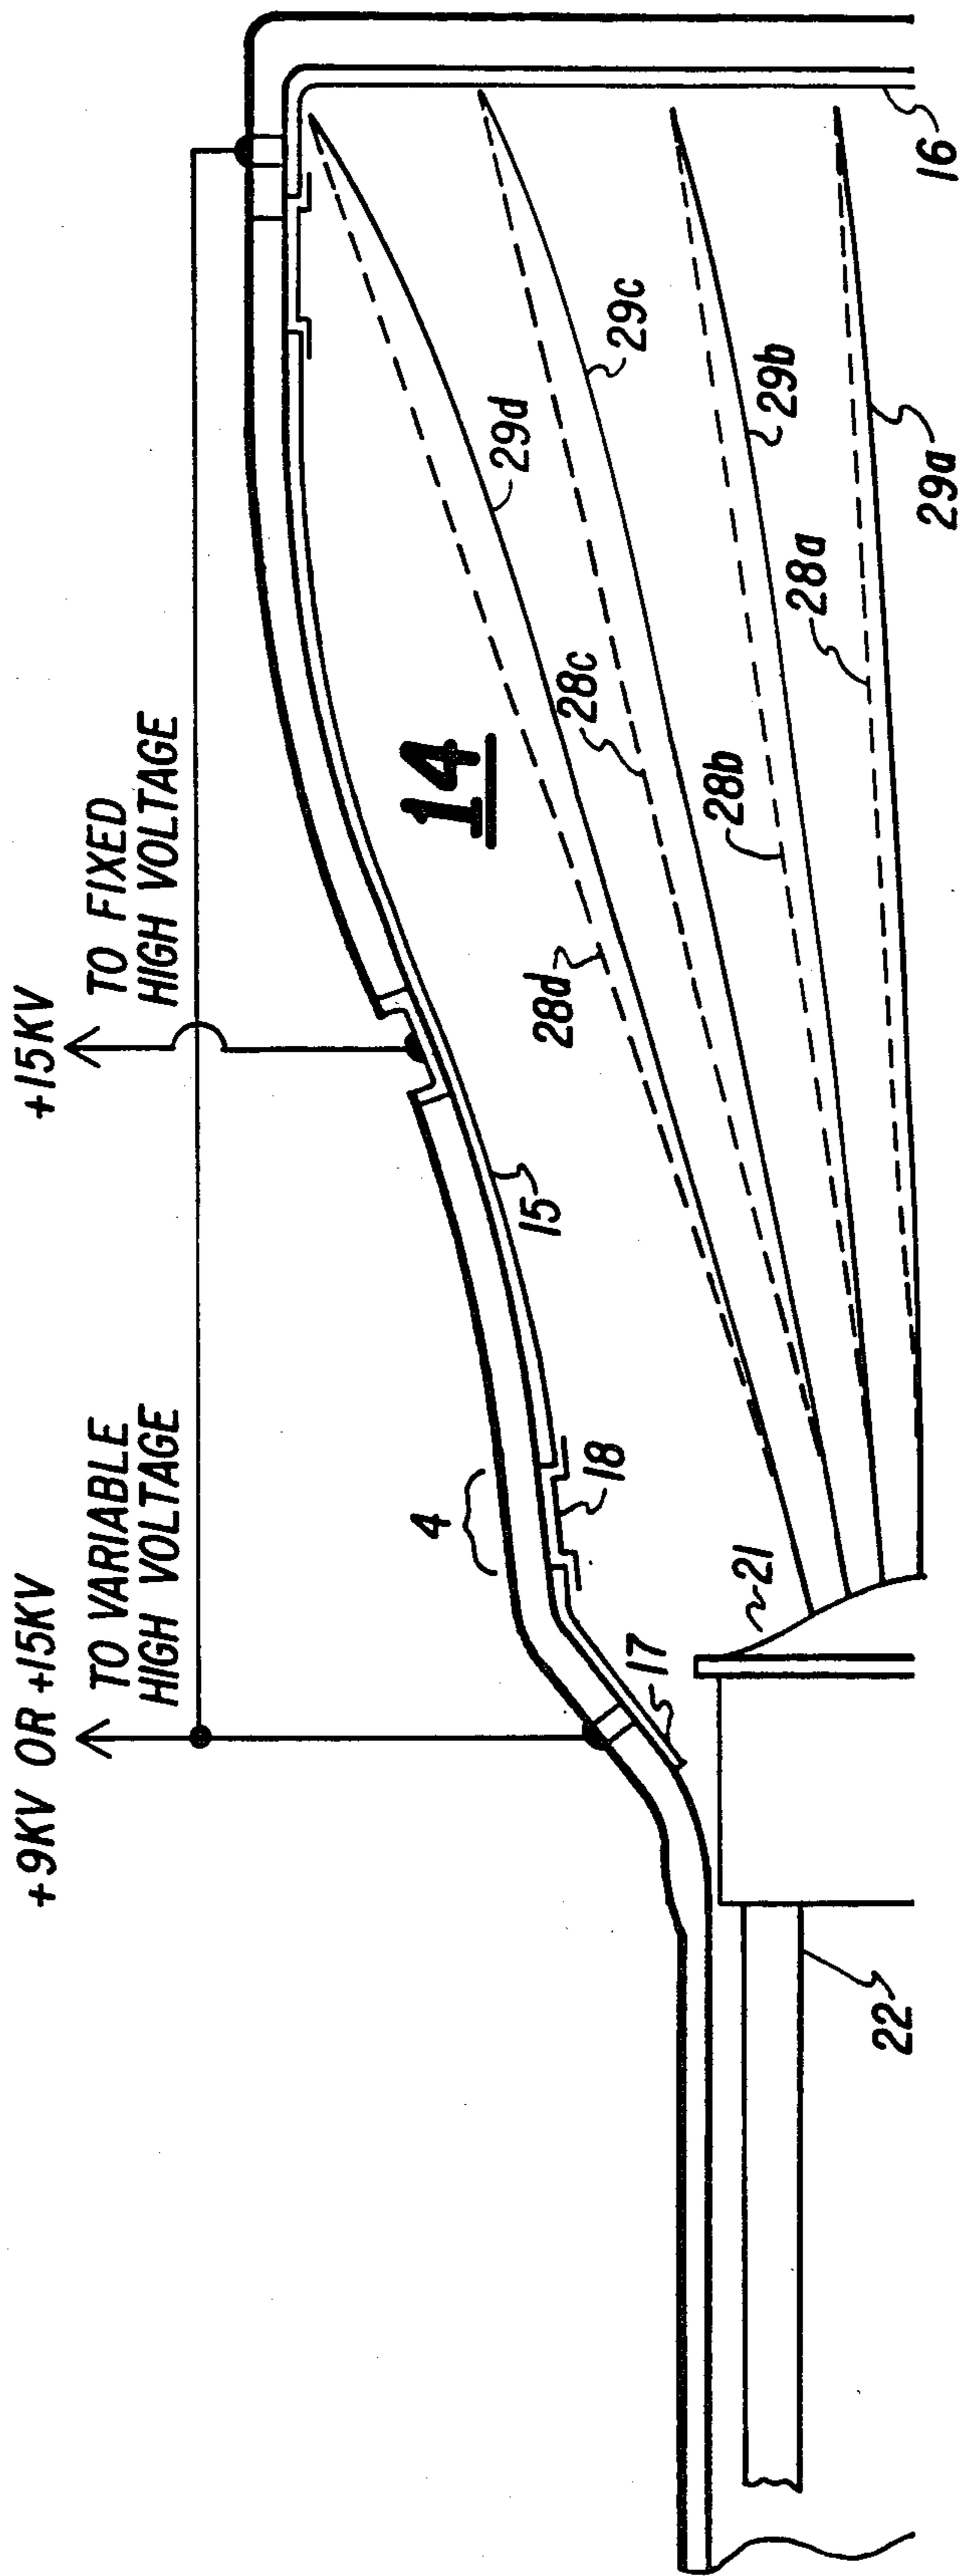 +9KV OR +15KV
TO VARIABLE
HIGH VOLTAGE
+15KV
TO FIXED
HIGH VOLTAGE
4
14
15
18
17
21
22
28d
28c
28b
28a
29d
29c
29b
29a
16